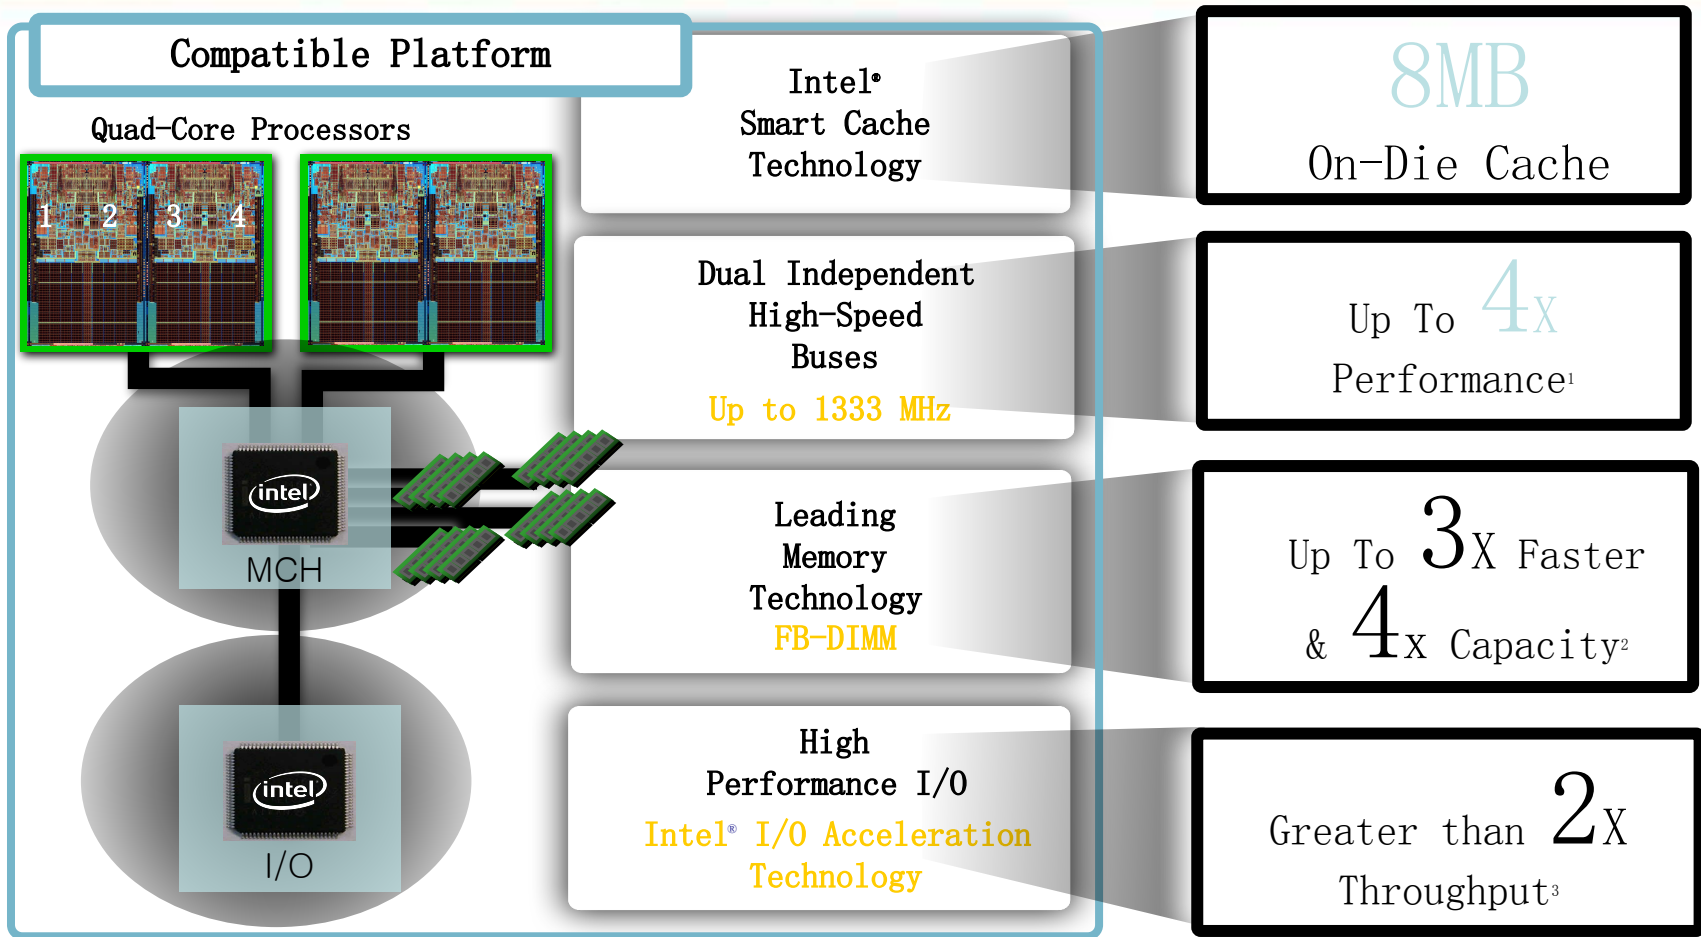 Compatible Platform
Quad-Core Processors
1 2 3 4
intel
MCH
intel
I/O
Intel®
Smart Cache
Technology
8MB
On-Die Cache
Dual Independent
High-Speed
Buses
Up to 1333 MHz
Up To 4X
Performance1
Leading
Memory
Technology
FB-DIMM
Up To 3X Faster
& 4x Capacity2
High
Performance I/O
Intel® I/O Acceleration
Technology
Greater than 2X
Throughput3